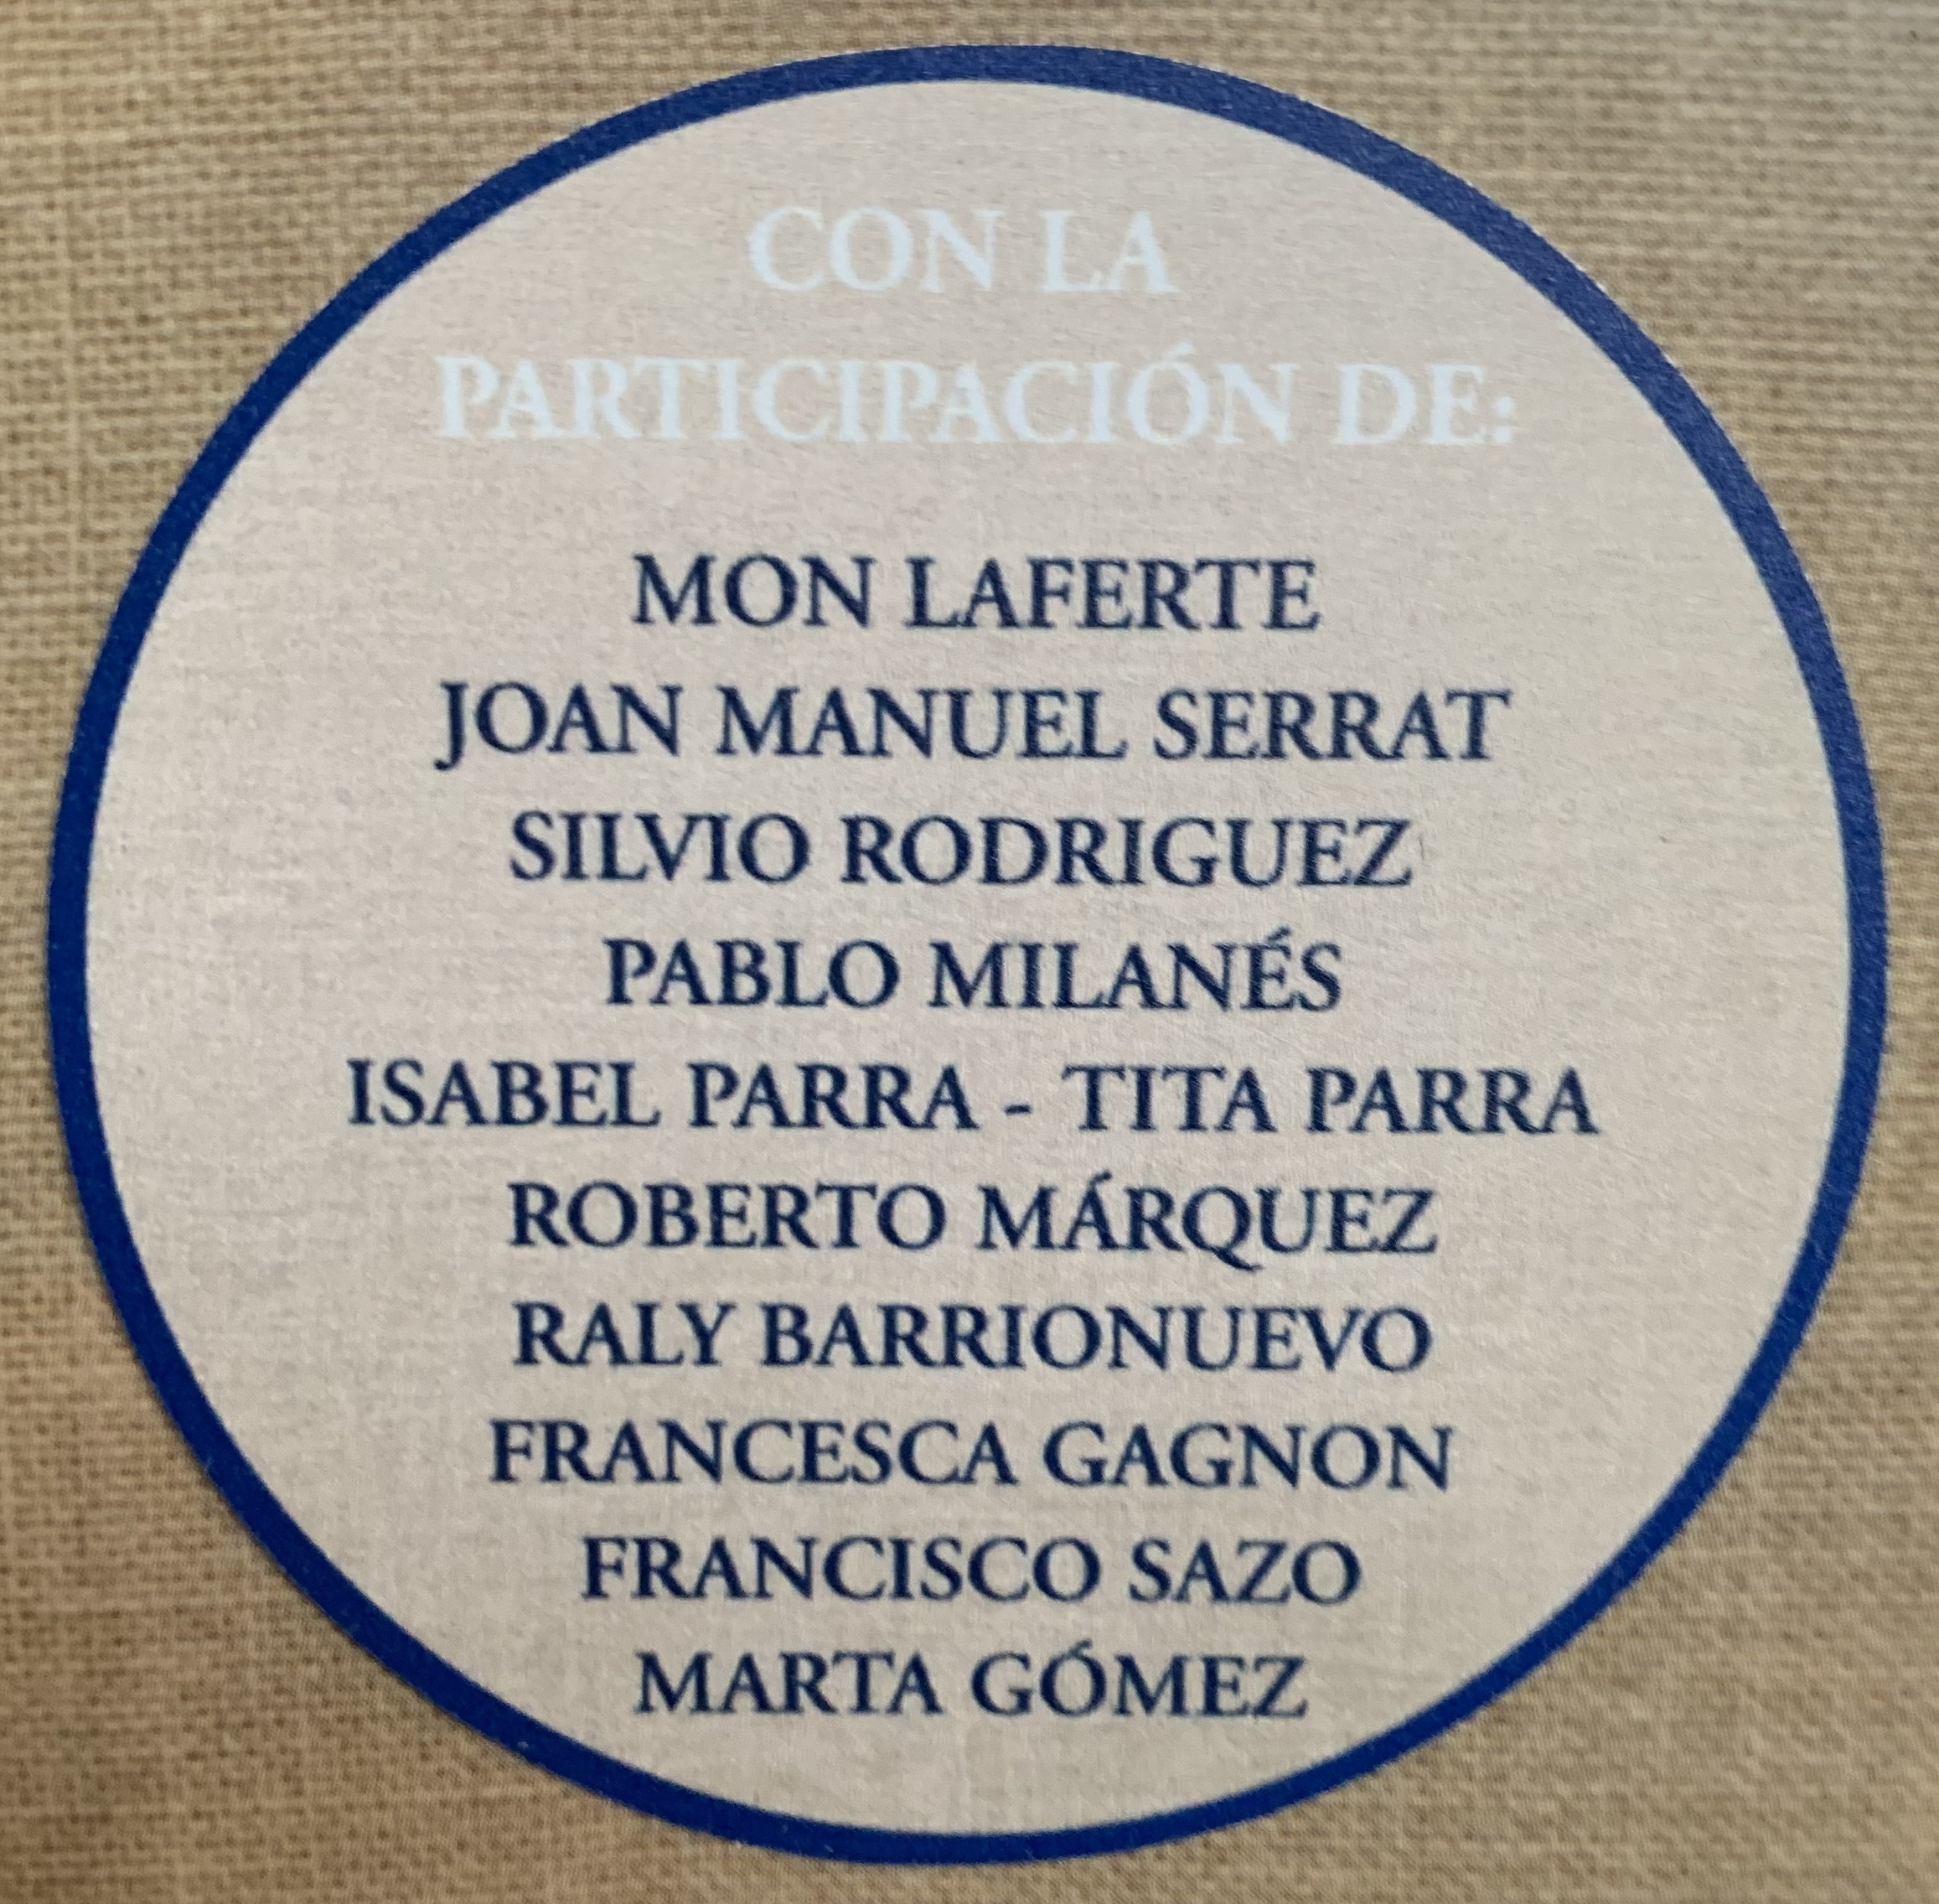 CON LA
PARTICIPACIÓN DE:
MON LAFERTE
JOAN MANUEL SERRAT
SILVIO RODRIGUEZ
PABLO MILANÉS
ISABEL PARRA - TITA PARRA
ROBERTO MÁRQUEZ
RALY BARRIONUEVO
FRANCESCA GAGNON
FRANCISCO SAZO
MARTA GÓMEZ